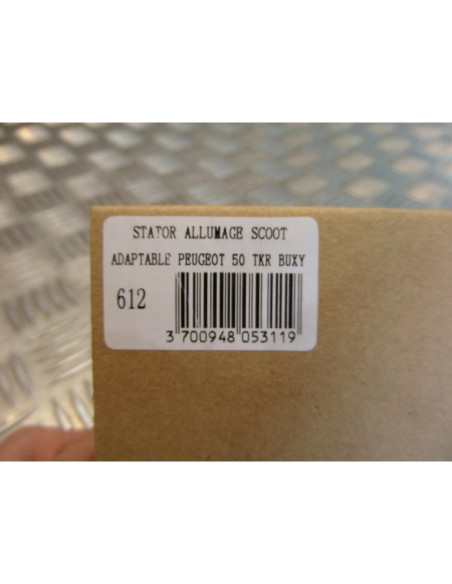 STATOR ALLUMAGE SCOOT
ADAPTABLE PEUGEOT 50 TKR BUXY
612
3 700948 053119